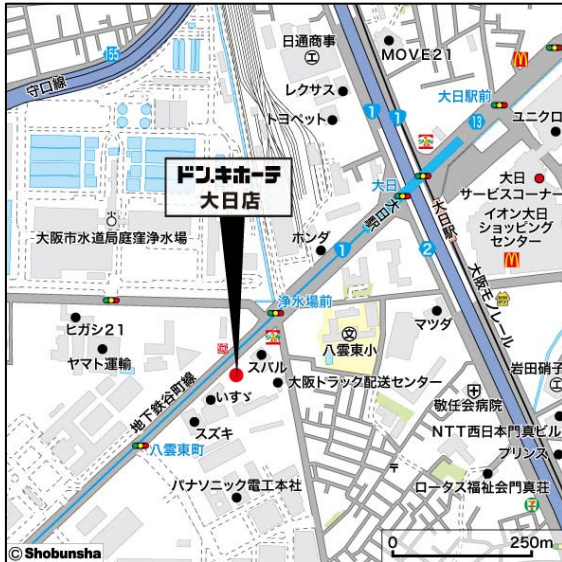 155
守口線
日通商事
MOVE21
レクサス
トヨペット
1
1
大日駅前
13
ユニクロ
ドン.キホーテ
大日店
大日
大日
サービスコーナー
イオン大日
ショッピング
センター
大日駅
大日駅
大阪市水道局庭窪浄水場
ホンダ
1
2
大阪モノレール
浄水場前
ヒガシ21
ヤマト運輸
八雲東小
マツダ
スバル
大阪トラック配送センター
岩田硝子
いすゞ
敬任会病院
地下鉄谷町線
スズキ
八雲東町
NTT西日本門真ビル
プリンス
パナソニック電工本社
ロータス福祉会門真荘
© Shobunsha
0
250m